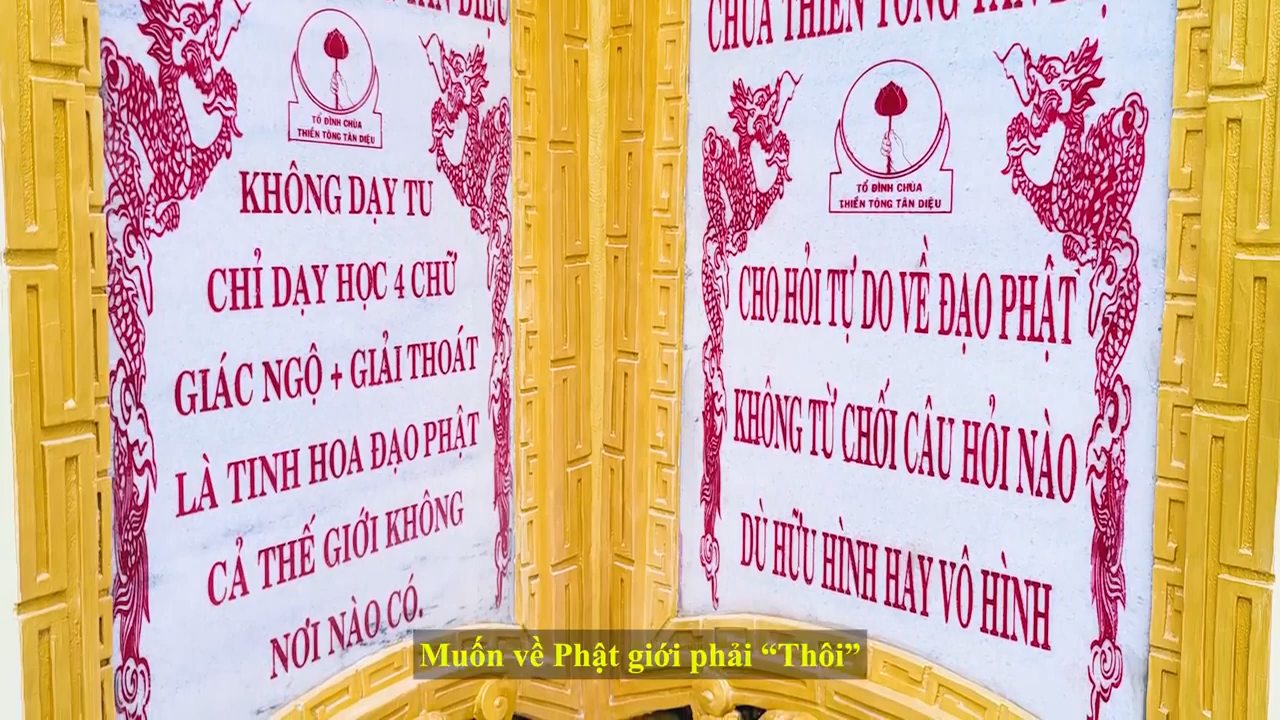 TÂN DIỆU
TỔ ĐÌNH CHÙA
THIỀN TÔNG TÂN DIỆU
KHÔNG DẠY TU
CHỈ DẠY HỌC 4 CHỮ
GIÁC NGỘ + GIẢI THOÁT
LÀ TINH HOA ĐẠO PHẬT
CẢ THẾ GIỚI KHÔNG
NƠI NÀO CÓ.
CHÙA THIỀN TÔNG TÂN DIỆU
TỔ ĐÌNH CHÙA
THIỀN TÔNG TÂN DIỆU
CHO HỎI TỰ DO VỀ ĐẠO PHẬT
KHÔNG TỪ CHỐI CÂU HỎI NÀO
DÙ HỮU HÌNH HAY VÔ HÌNH
Muốn về Phật giới phải “Thôi”